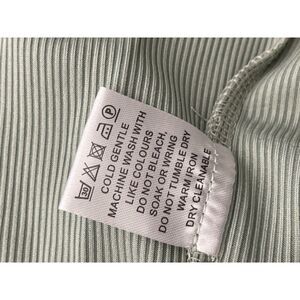 30 P
COLD GENTLE
MACHINE WASH WITH
LIKE COLOURS
DO NOT BLEACH,
SOAK OR WRING
DO NOT TUMBLE DRY
WARM IRON
DRY CLEANABLE